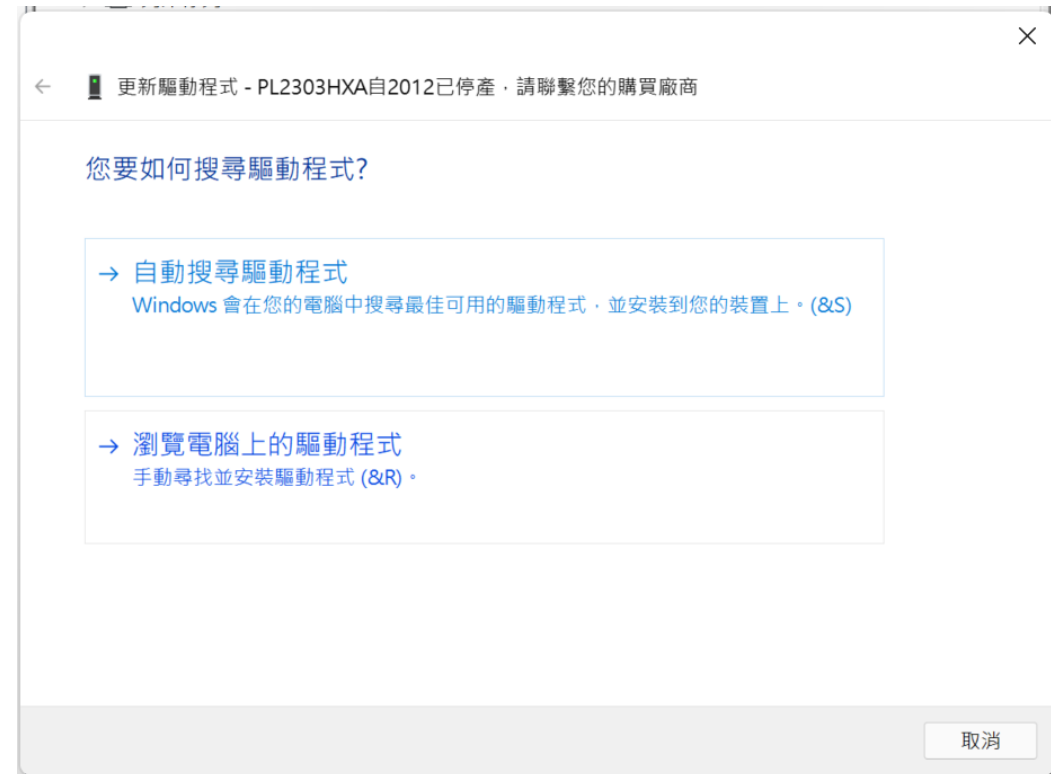 更新驅動程式 - PL2303HXA自2012已停產，請聯繫您的購買廠商
您要如何搜尋驅動程式?
→ 自動搜尋驅動程式
Windows 會在您的電腦中搜尋最佳可用的驅動程式，並安裝到您的裝置上。(&S)
→ 瀏覽電腦上的驅動程式
手動尋找並安裝驅動程式 (&R)。
取消